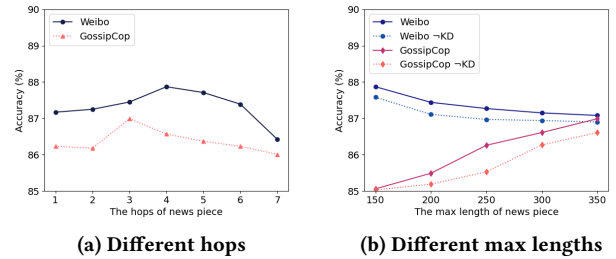 90
89
88
87
86
85
Accuracy (%)
Weibo
GossipCop
1 2 3 4 5 6 7
The hops of news piece
(a) Different hops
90
89
88
87
86
85
Accuracy (%)
Weibo
Weibo ¬KD
GossipCop
GossipCop ¬KD
150 200 250 300 350
The max length of news piece
(b) Different max lengths